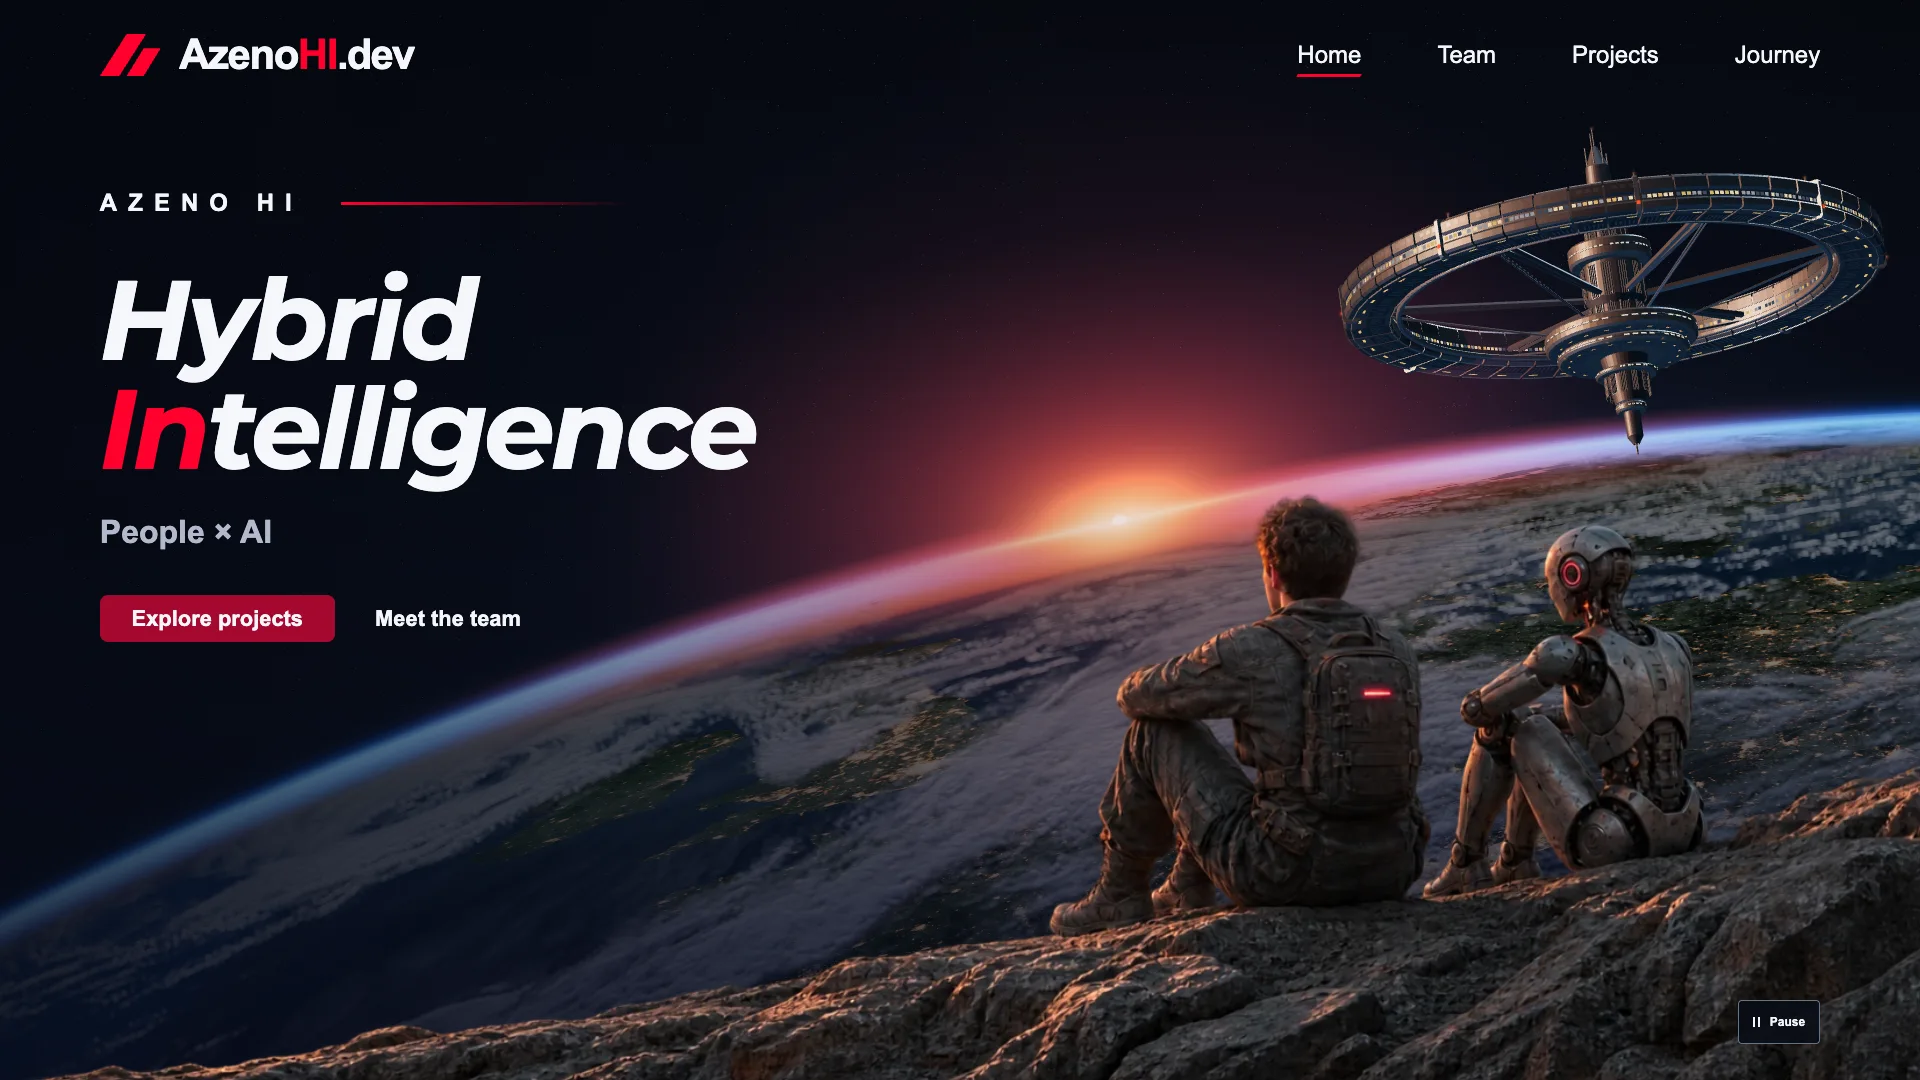 AzenoHI.dev
Home
Team
Projects
Journey
AZENO HI
Hybrid
Intelligence
People × AI
Explore projects
Meet the team
Pause